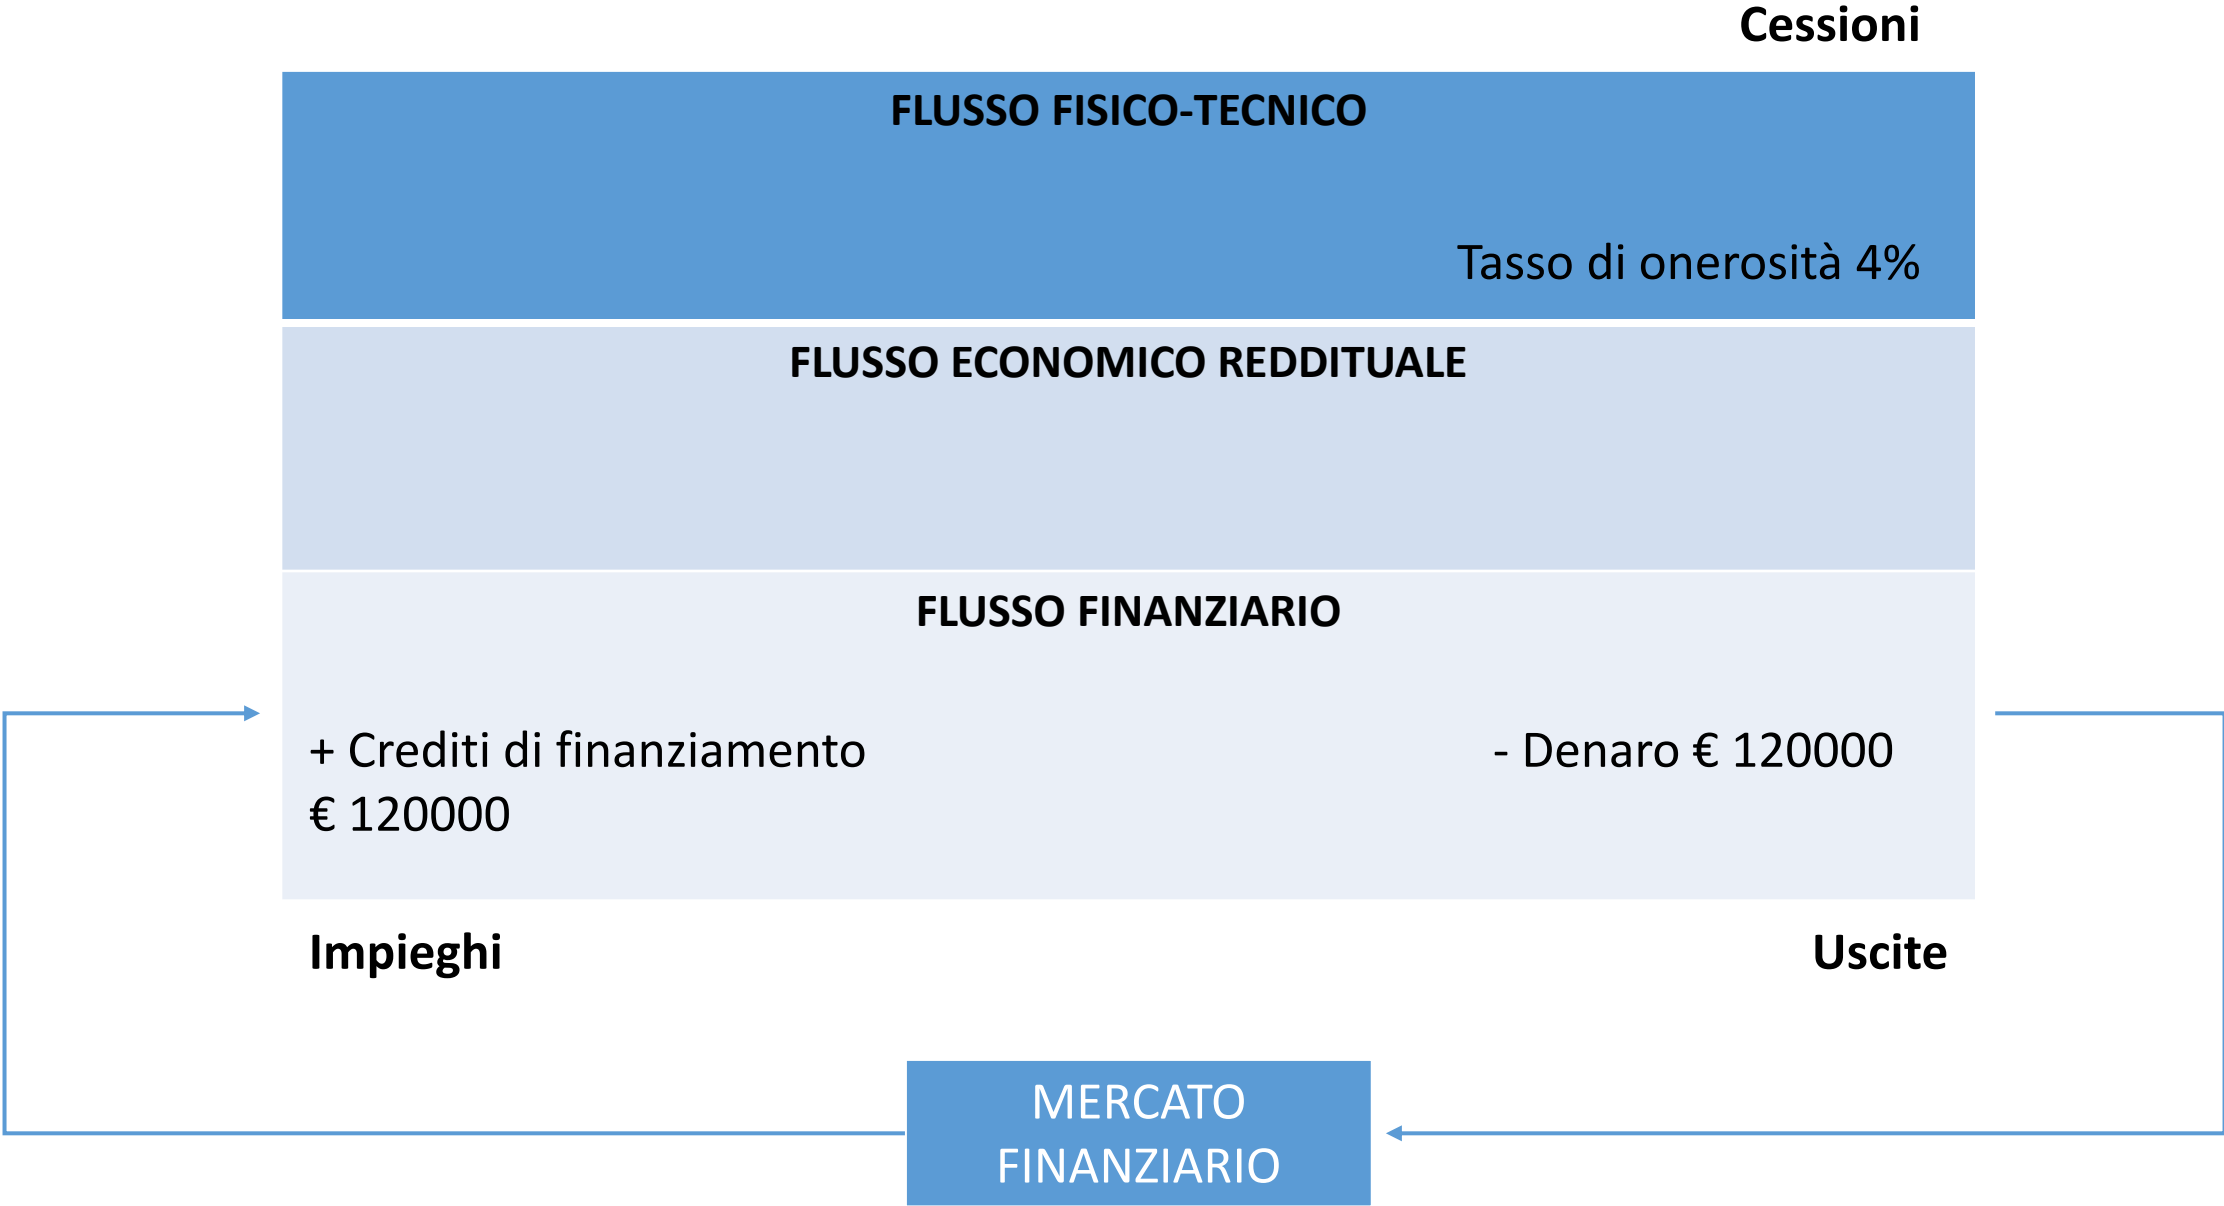 Cessioni
FLUSSO FISICO-TECNICO
Tasso di onerosità 4%
FLUSSO ECONOMICO REDDITUALE
FLUSSO FINANZIARIO
+ Crediti di finanziamento
€ 120000
- Denaro € 120000
Impieghi
Uscite
MERCATO
FINANZIARIO